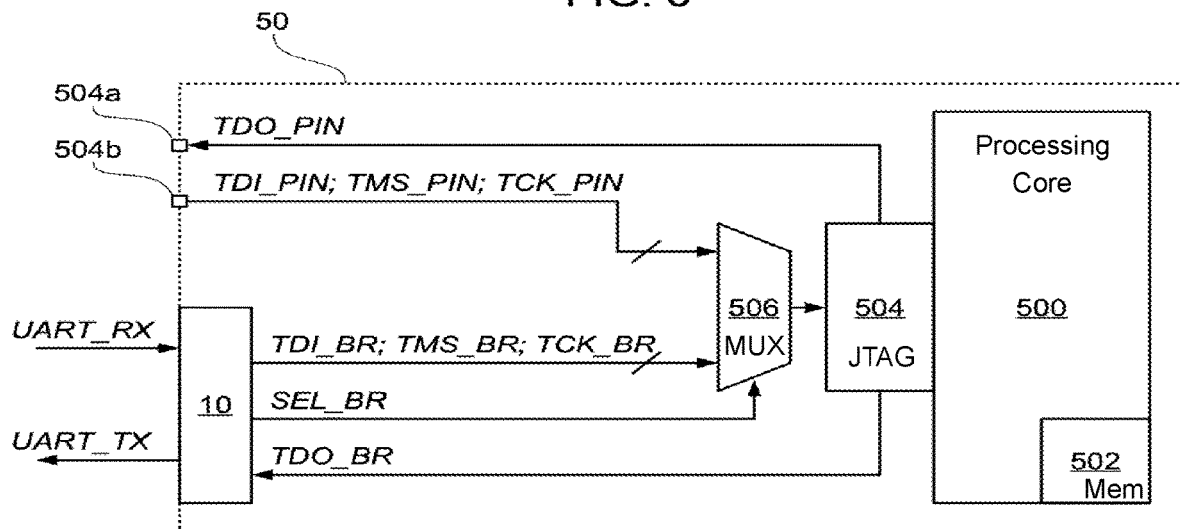 50
504a
TDO_PIN
504b
TDI_PIN; TMS_PIN; TCK_PIN
Processing
Core
500
506
MUX
504
JTAG
UART_RX
TDI_BR; TMS_BR; TCK_BR
10
SEL_BR
UART_TX
TDO_BR
502
Mem